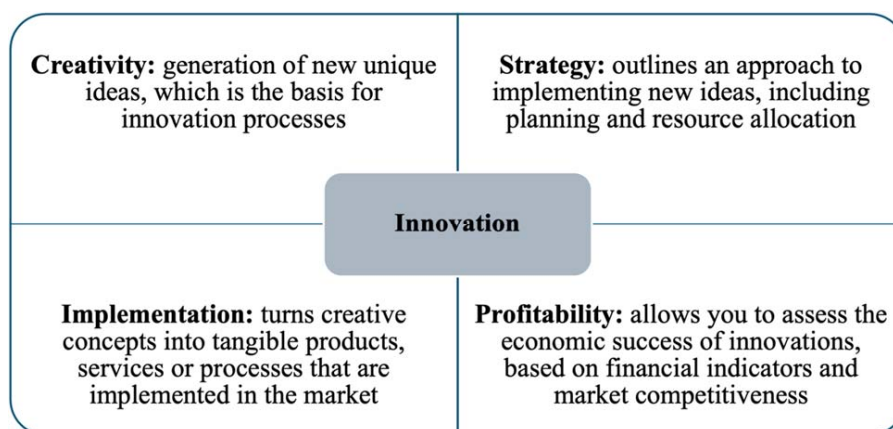 Creativity: generation of new unique
ideas, which is the basis for
innovation processes
Strategy: outlines an approach to
implementing new ideas, including
planning and resource allocation
Innovation
Implementation: turns creative
concepts into tangible products,
services or processes that are
implemented in the market
Profitability: allows you to assess the
economic success of innovations,
based on financial indicators and
market competitiveness